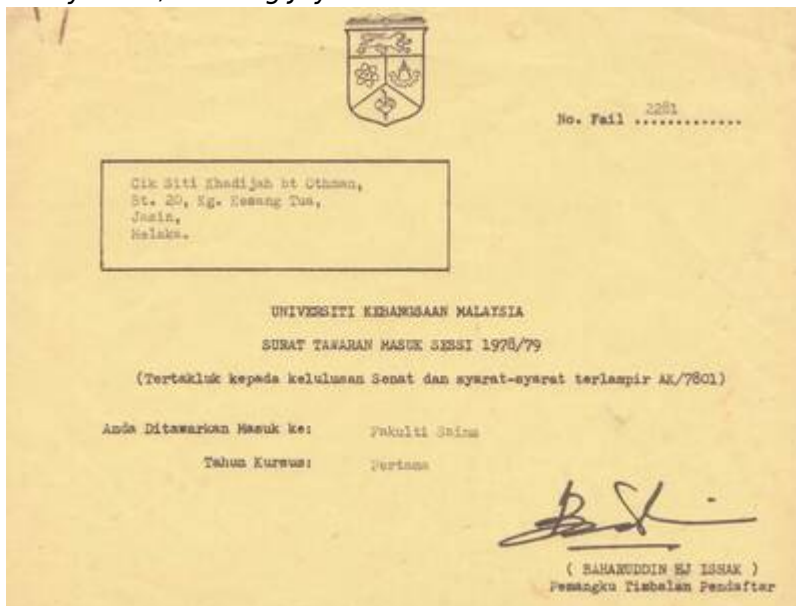 No. Fail 2281 .............
Cik Siti Khadijah bt Othman,
Bt. 20, Kg. Kesang Tua,
Jasin,
Melaka.
UNIVERSITI KEBANGSAAN MALAYSIA
SURAT TAWARAN MASUK SESSI 1978/79
(Tertakluk kepada kelulusan Senat dan syarat-syarat terlampir AK/7801)
Anda Ditawarkan Masuk ke: Fakulti Sains
Tahun Kursus: Pertama
( BAHARUDDIN HJ ISHAK )
Pemangku Timbalan Pendaftar